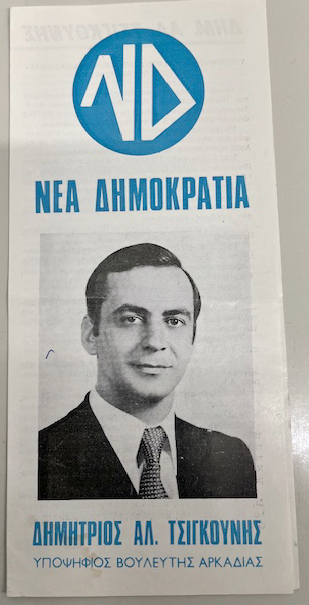 ΝΔ
ΝΕΑ ΔΗΜΟΚΡΑΤΙΑ
ΔΗΜΗΤΡΙΟΣ ΑΛ. ΤΣΙΓΚΟΥΝΗΣ
ΥΠΟΨΗΦΙΟΣ ΒΟΥΛΕΥΤΗΣ ΑΡΚΑΔΙΑΣ